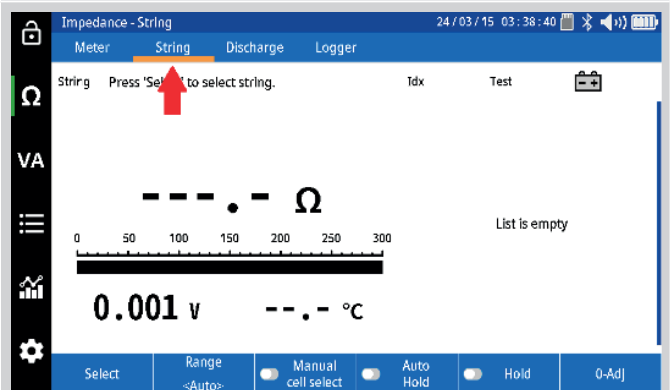 Impedance - String 24/03/15 03:38:40
Meter String Discharge Logger
String Press 'Sel to select string. Idx Test
Ω
VA
---.- Ω
List is empty
0 50 100 150 200 250 300
0.001 V --.- °C
Select Range <Auto> Manual cell select Auto Hold Hold 0-Adj